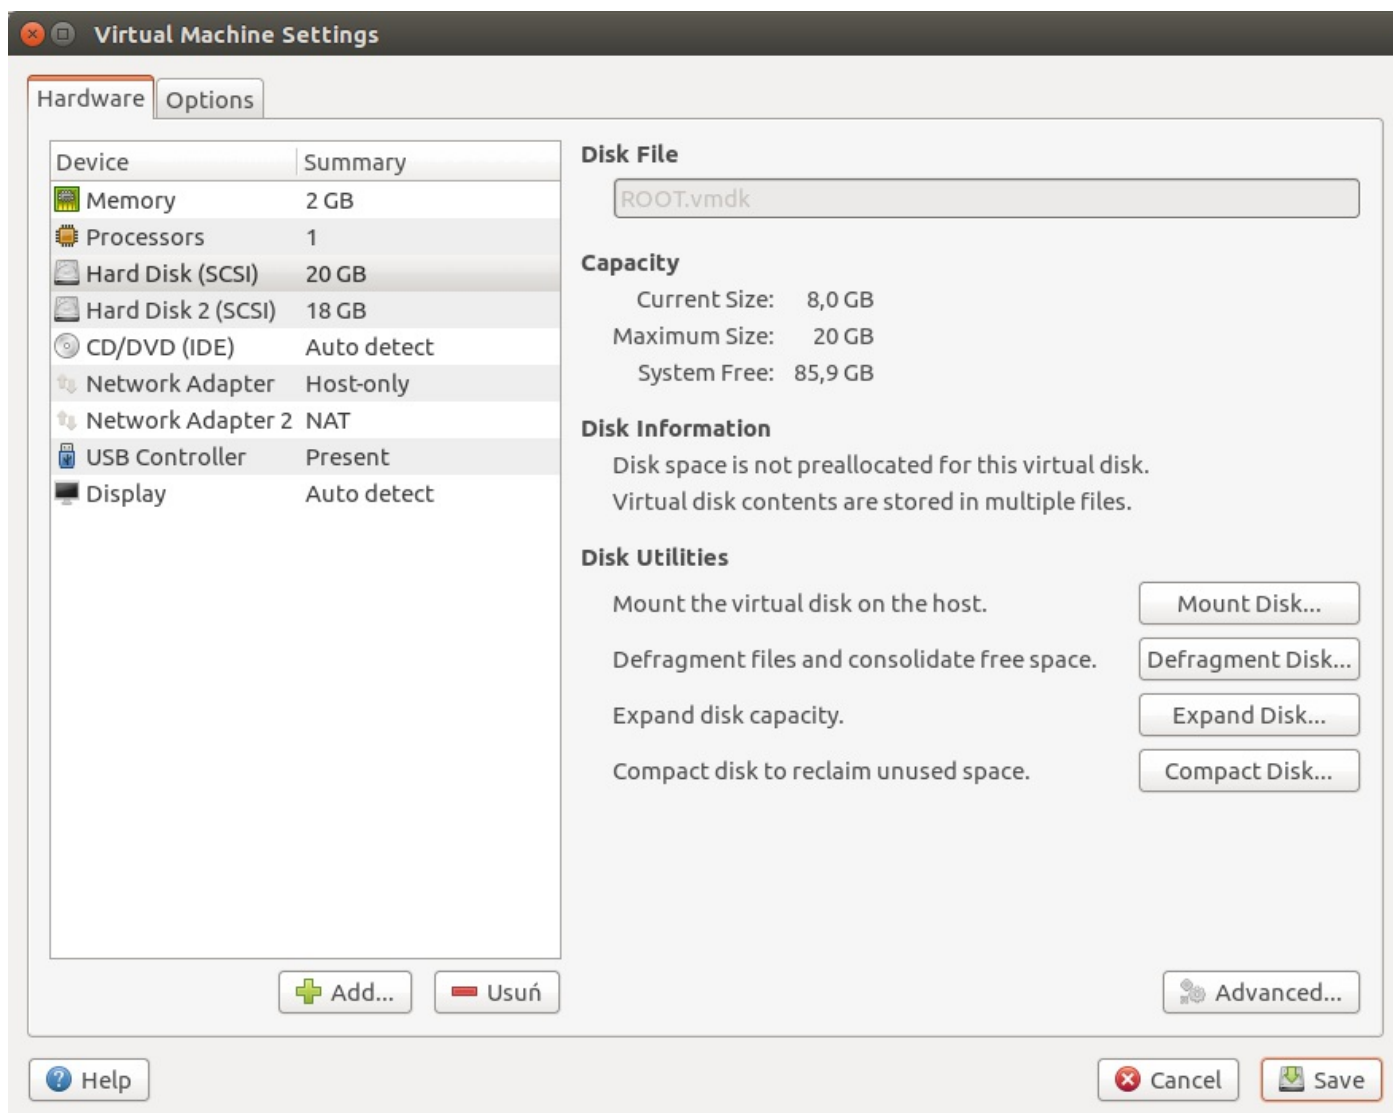 Virtual Machine Settings
Hardware Options
Device Summary
Memory 2 GB
Processors 1
Hard Disk (SCSI) 20 GB
Hard Disk 2 (SCSI) 18 GB
CD/DVD (IDE) Auto detect
Network Adapter Host-only
Network Adapter 2 NAT
USB Controller Present
Display Auto detect
Add... Usuń
Disk File
ROOT.vmdk
Capacity
Current Size: 8,0 GB
Maximum Size: 20 GB
System Free: 85,9 GB
Disk Information
Disk space is not preallocated for this virtual disk.
Virtual disk contents are stored in multiple files.
Disk Utilities
Mount the virtual disk on the host. Mount Disk...
Defragment files and consolidate free space. Defragment Disk...
Expand disk capacity. Expand Disk...
Compact disk to reclaim unused space. Compact Disk...
Advanced...
Help Cancel Save